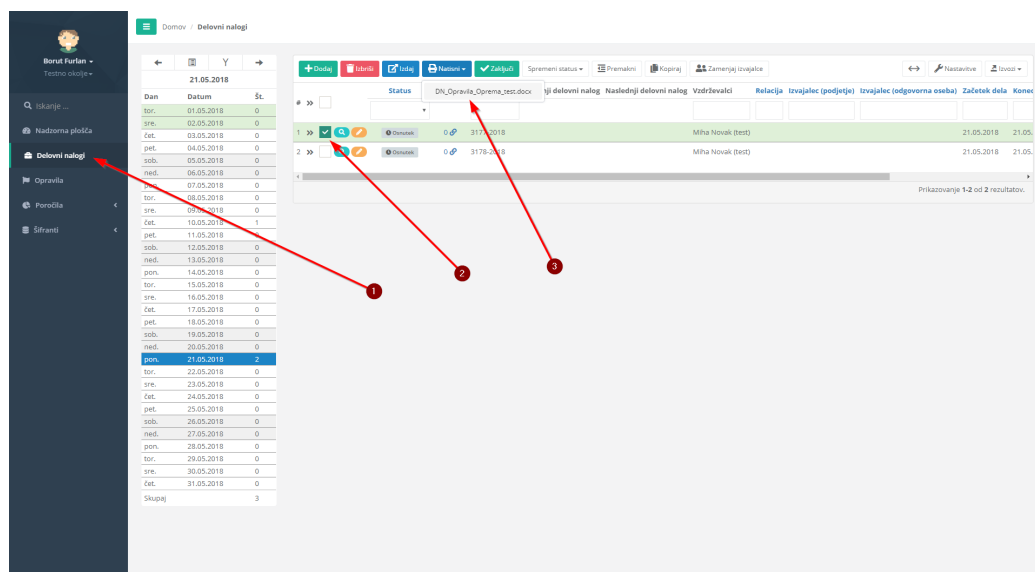 Domov / Delovni nalogi
Borut Furlan
Testno okolje
Iskanje ...
Nadzorna plošča
Delovni nalogi
Opravila
Poročila
Šifranti
21.05.2018
Dan Datum Št.
tor. 01.05.2018 0
sre. 02.05.2018 0
čet. 03.05.2018 0
pet. 04.05.2018 0
sob. 05.05.2018 0
ned. 06.05.2018 0
pon. 07.05.2018 0
tor. 08.05.2018 0
sre. 09.05.2018 0
čet. 10.05.2018 1
pet. 11.05.2018
sob. 12.05.2018 0
ned. 13.05.2018 0
pon. 14.05.2018 0
tor. 15.05.2018 0
sre. 16.05.2018 0
čet. 17.05.2018 0
pet. 18.05.2018 0
sob. 19.05.2018 0
ned. 20.05.2018 0
pon. 21.05.2018 2
tor. 22.05.2018 0
sre. 23.05.2018 0
čet. 24.05.2018 0
pet. 25.05.2018 0
sob. 26.05.2018 0
ned. 27.05.2018 0
pon. 28.05.2018 0
tor. 29.05.2018 0
sre. 30.05.2018 0
čet. 31.05.2018 0
Skupaj 3
Dodaj Izbriši Izdaj Natisni Zaključi Spremeni status Premakni Kopiraj Zamenjaj izvajalce Nastavitve Izvozi
DN_Opravila_Oprema_test.docx
# Status nji delovni nalog Naslednji delovni nalog Vzdrževalci Relacija Izvajalec (podjetje) Izvajalec (odgovorna oseba) Začetek dela Konec
1 Osnutek 0 3177-2018 Miha Novak (test) 21.05.2018 21.05.
2 Osnutek 0 3178-2018 Miha Novak (test) 21.05.2018 21.05.
Prikazovanje 1-2 od 2 rezultatov.
1
2
3